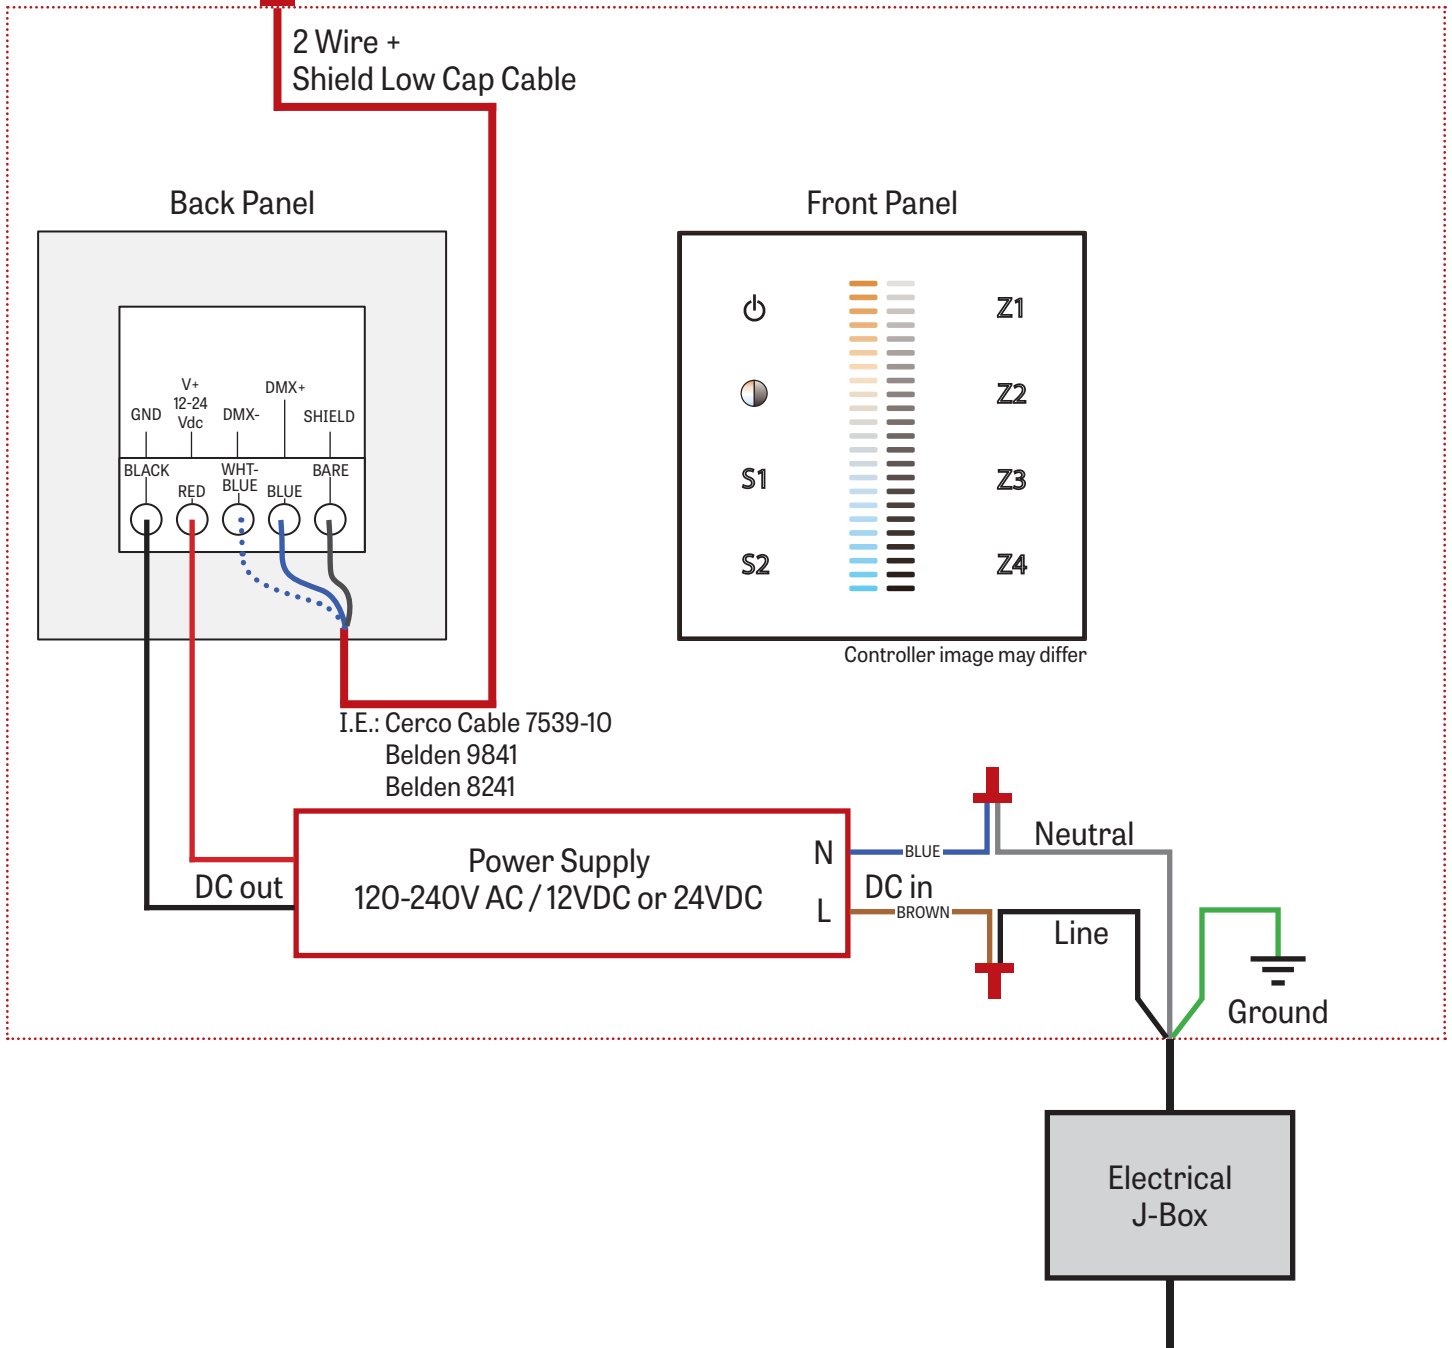 2 Wire +
Shield Low Cap Cable
Back Panel
GND
V+
12-24
Vdc
DMX-
DMX+
SHIELD
BLACK
RED
WHT-
BLUE
BLUE
BARE
Front Panel
Z1
Z2
S1
Z3
S2
Z4
Controller image may differ
I.E.: Cerco Cable 7539-10
Belden 9841
Belden 8241
Power Supply
120-240V AC / 12VDC or 24VDC
DC out
N
L
BLUE
DC in
BROWN
Neutral
Line
Ground
Electrical
J-Box